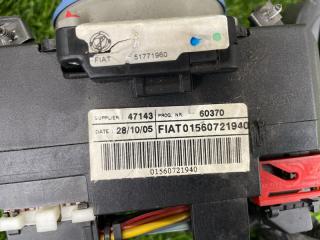 FIAT 51771960
SUPPLIER 47143 PROG. NR. 60370
DATE: 28/10/05 FIAT01560721940
01560721940